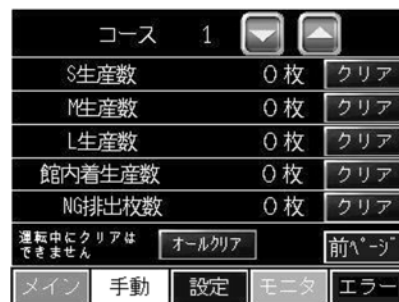 コース 1
S生産数 0枚 クリア
M生産数 0枚 クリア
L生産数 0枚 クリア
館内着生産数 0枚 クリア
NG排出枚数 0枚 クリア
運転中にクリアは
できません
オールクリア
前ページ
メイン 手動 設定 モニタ エラー